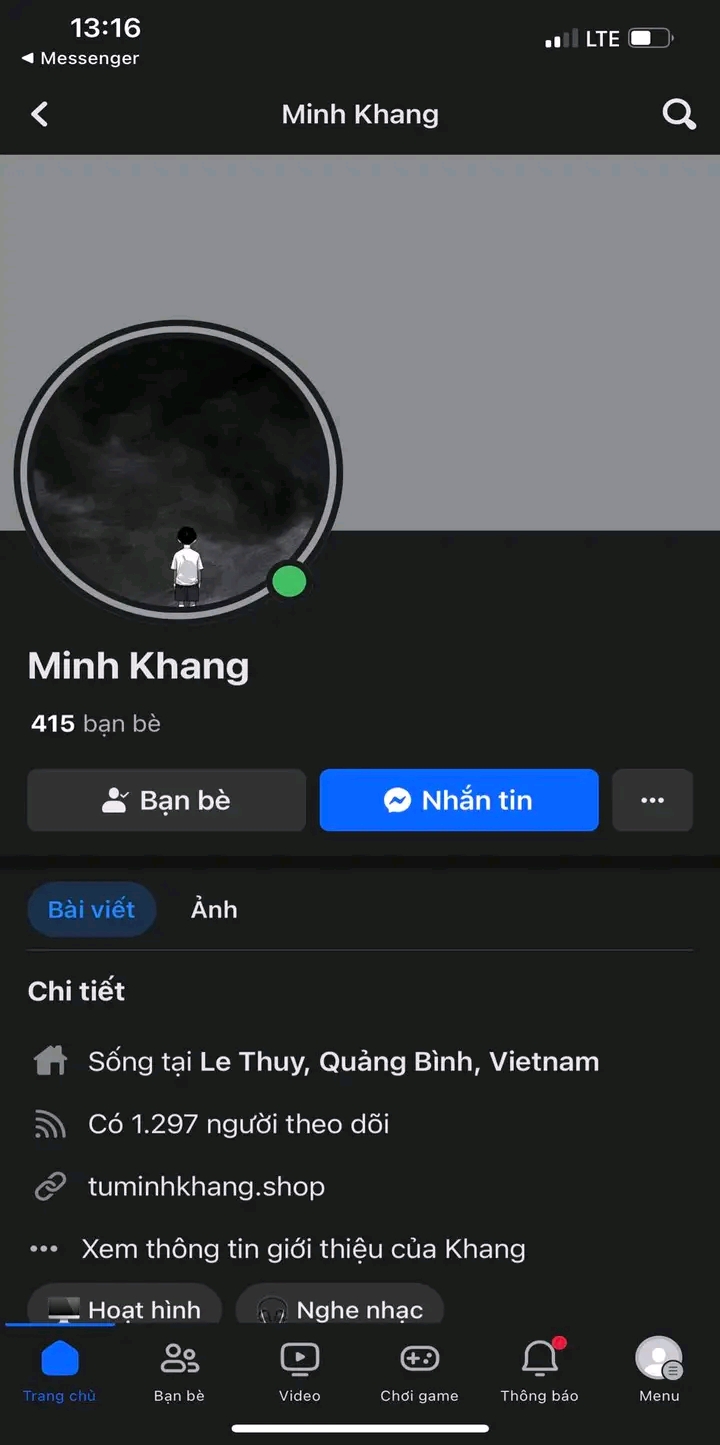 13:16
LTE
◀ Messenger
Minh Khang
Minh Khang
415 bạn bè
Bạn bè
Nhắn tin
Bài viết Ảnh
Chi tiết
Sống tại Le Thuy, Quảng Bình, Vietnam
Có 1.297 người theo dõi
tuminhkhang.shop
Xem thông tin giới thiệu của Khang
Hoạt hình Nghe nhạc
Trang chủ Bạn bè Video Chơi game Thông báo Menu